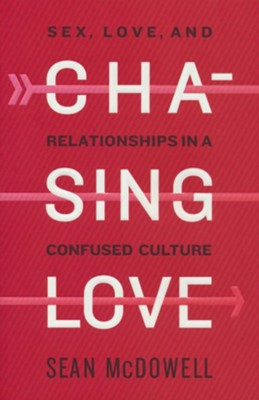 SEX, LOVE, AND
CHA-
RELATIONSHIPS IN A
SING
CONFUSED CULTURE
LOVE
SEAN McDOWELL